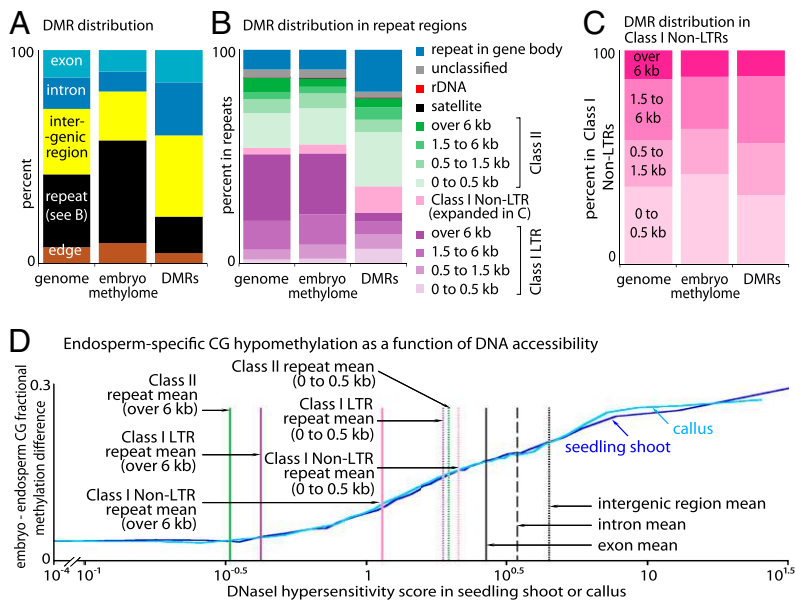 A
DMR distribution
100
percent
0
exon
intron
inter-
-genic
region
repeat
(see B)
edge
genome
embryo
methylome
DMRs
B
DMR distribution in repeat regions
100
percent in repeats
0
genome
embryo
methylome
DMRs
repeat in gene body
unclassified
rDNA
satellite
over 6 kb
1.5 to 6 kb
0.5 to 1.5 kb
0 to 0.5 kb
Class II
Class I Non-LTR
(expanded in C)
over 6 kb
1.5 to 6 kb
0.5 to 1.5 kb
0 to 0.5 kb
Class I LTR
C
DMR distribution in
Class I Non-LTRs
100
percent in Class I
Non-LTRs
0
over
6 kb
1.5 to
6 kb
0.5 to
1.5 kb
0 to
0.5 kb
genome
embryo
methylome
DMRs
D
Endosperm-specific CG hypomethylation as a function of DNA accessibility
0.3
embryo - endosperm CG fractional
methylation difference
0
Class II
repeat mean
(over 6 kb)
Class I LTR
repeat mean
(over 6 kb)
Class I Non-LTR
repeat mean
(over 6 kb)
Class II repeat mean
(0 to 0.5 kb)
Class I LTR
repeat mean
(0 to 0.5 kb)
Class I Non-LTR
repeat mean
(0 to 0.5 kb)
callus
seedling shoot
intergenic region mean
intron mean
exon mean
10^-4
10^-1
10^-0.5
1
10^0.5
10
10^1.5
DNaseI hypersensitivity score in seedling shoot or callus